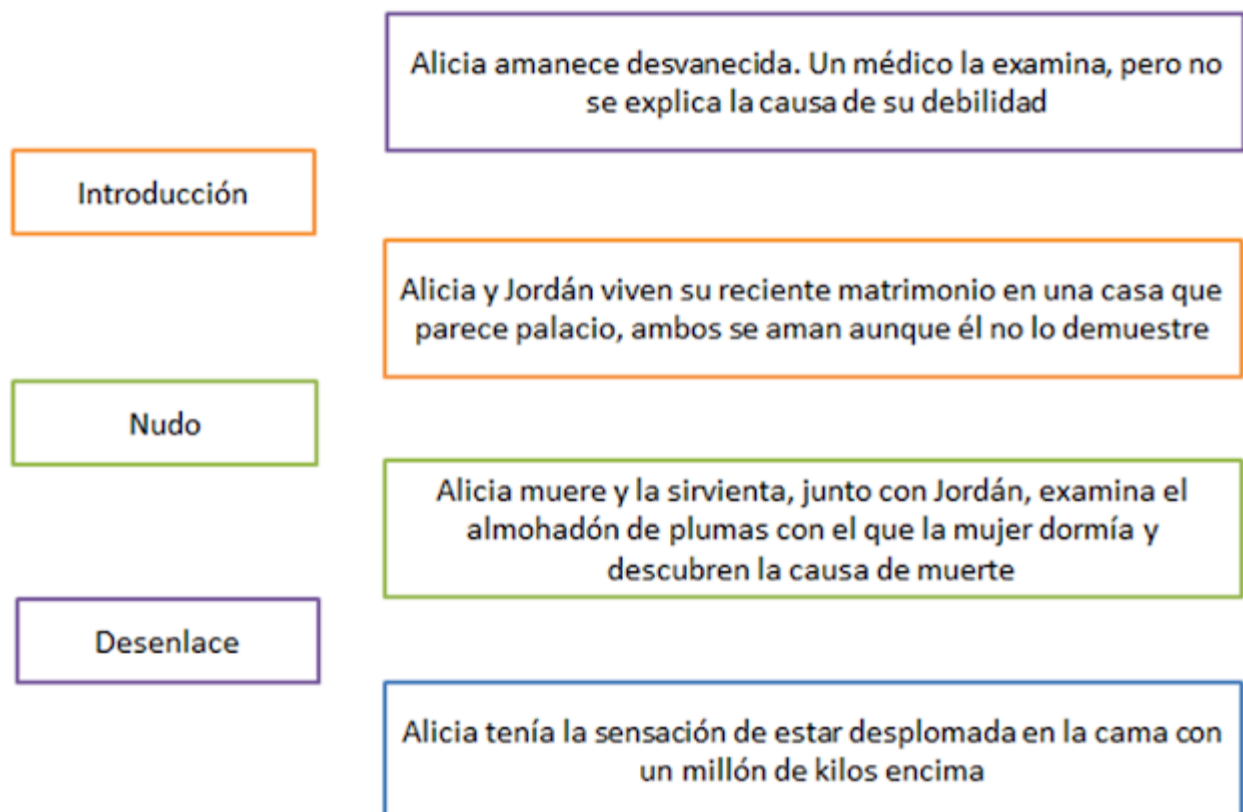 Alicia amanece desvanecida. Un médico la examina, pero no
se explica la causa de su debilidad
Introducción
Alicia y Jordán viven su reciente matrimonio en una casa que
parece palacio, ambos se aman aunque él no lo demuestre
Nudo
Alicia muere y la sirvienta, junto con Jordán, examina el
almohadón de plumas con el que la mujer dormía y
descubren la causa de muerte
Desenlace
Alicia tenía la sensación de estar desplomada en la cama con
un millón de kilos encima